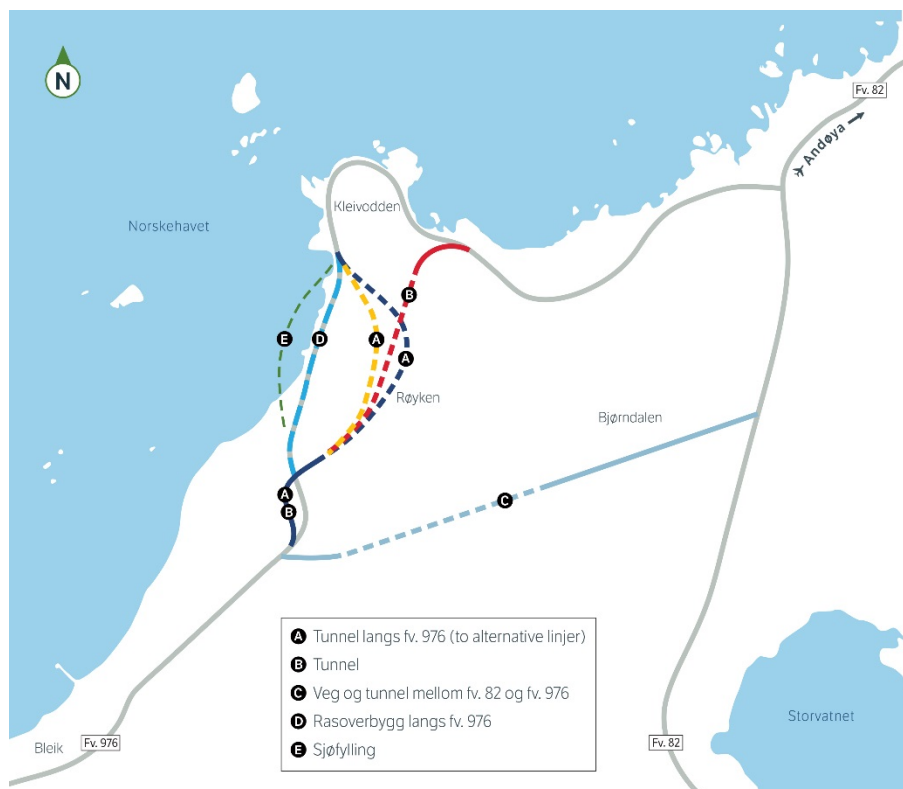 N
Fv. 82
Andøya
Kleivodden
Norskehavet
B
E
D
A
A
Røyken
Bjørndalen
A
B
C
A Tunnel langs fv. 976 (to alternative linjer)
B Tunnel
C Veg og tunnel mellom fv. 82 og fv. 976
D Rasoverbygg langs fv. 976
E Sjøfylling
Storvatnet
Bleik
Fv. 976
Fv. 82